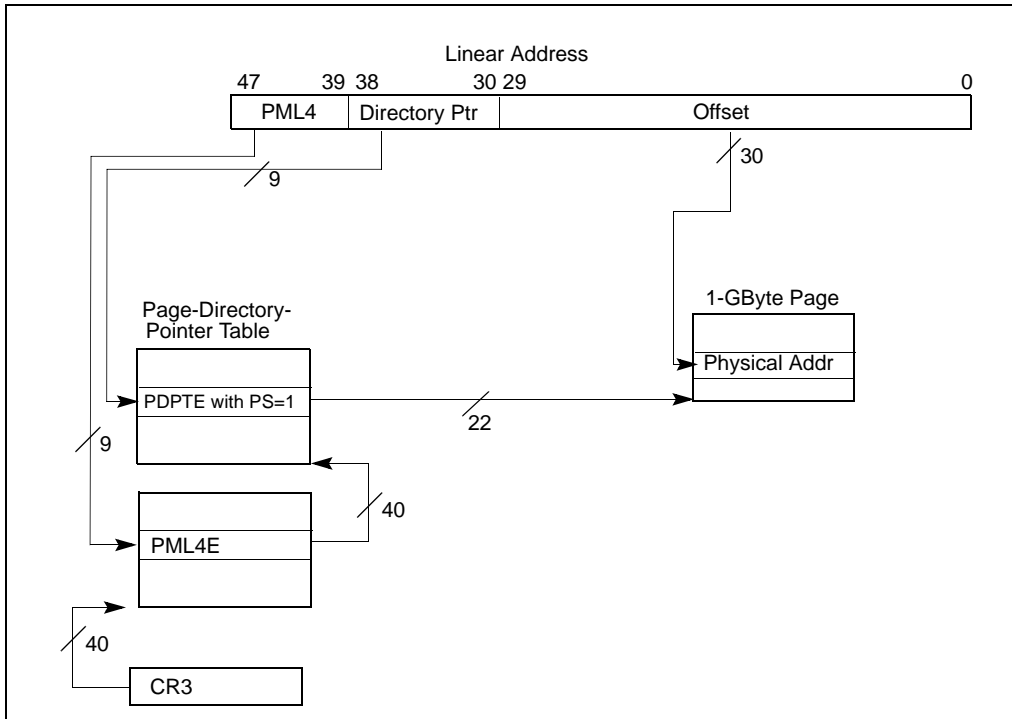 Linear Address
47 39 38 30 29 0
PML4 Directory Ptr Offset
9
30
Page-Directory-
Pointer Table
1-GByte Page
Physical Addr
PDPTE with PS=1
22
9
40
PML4E
40
CR3